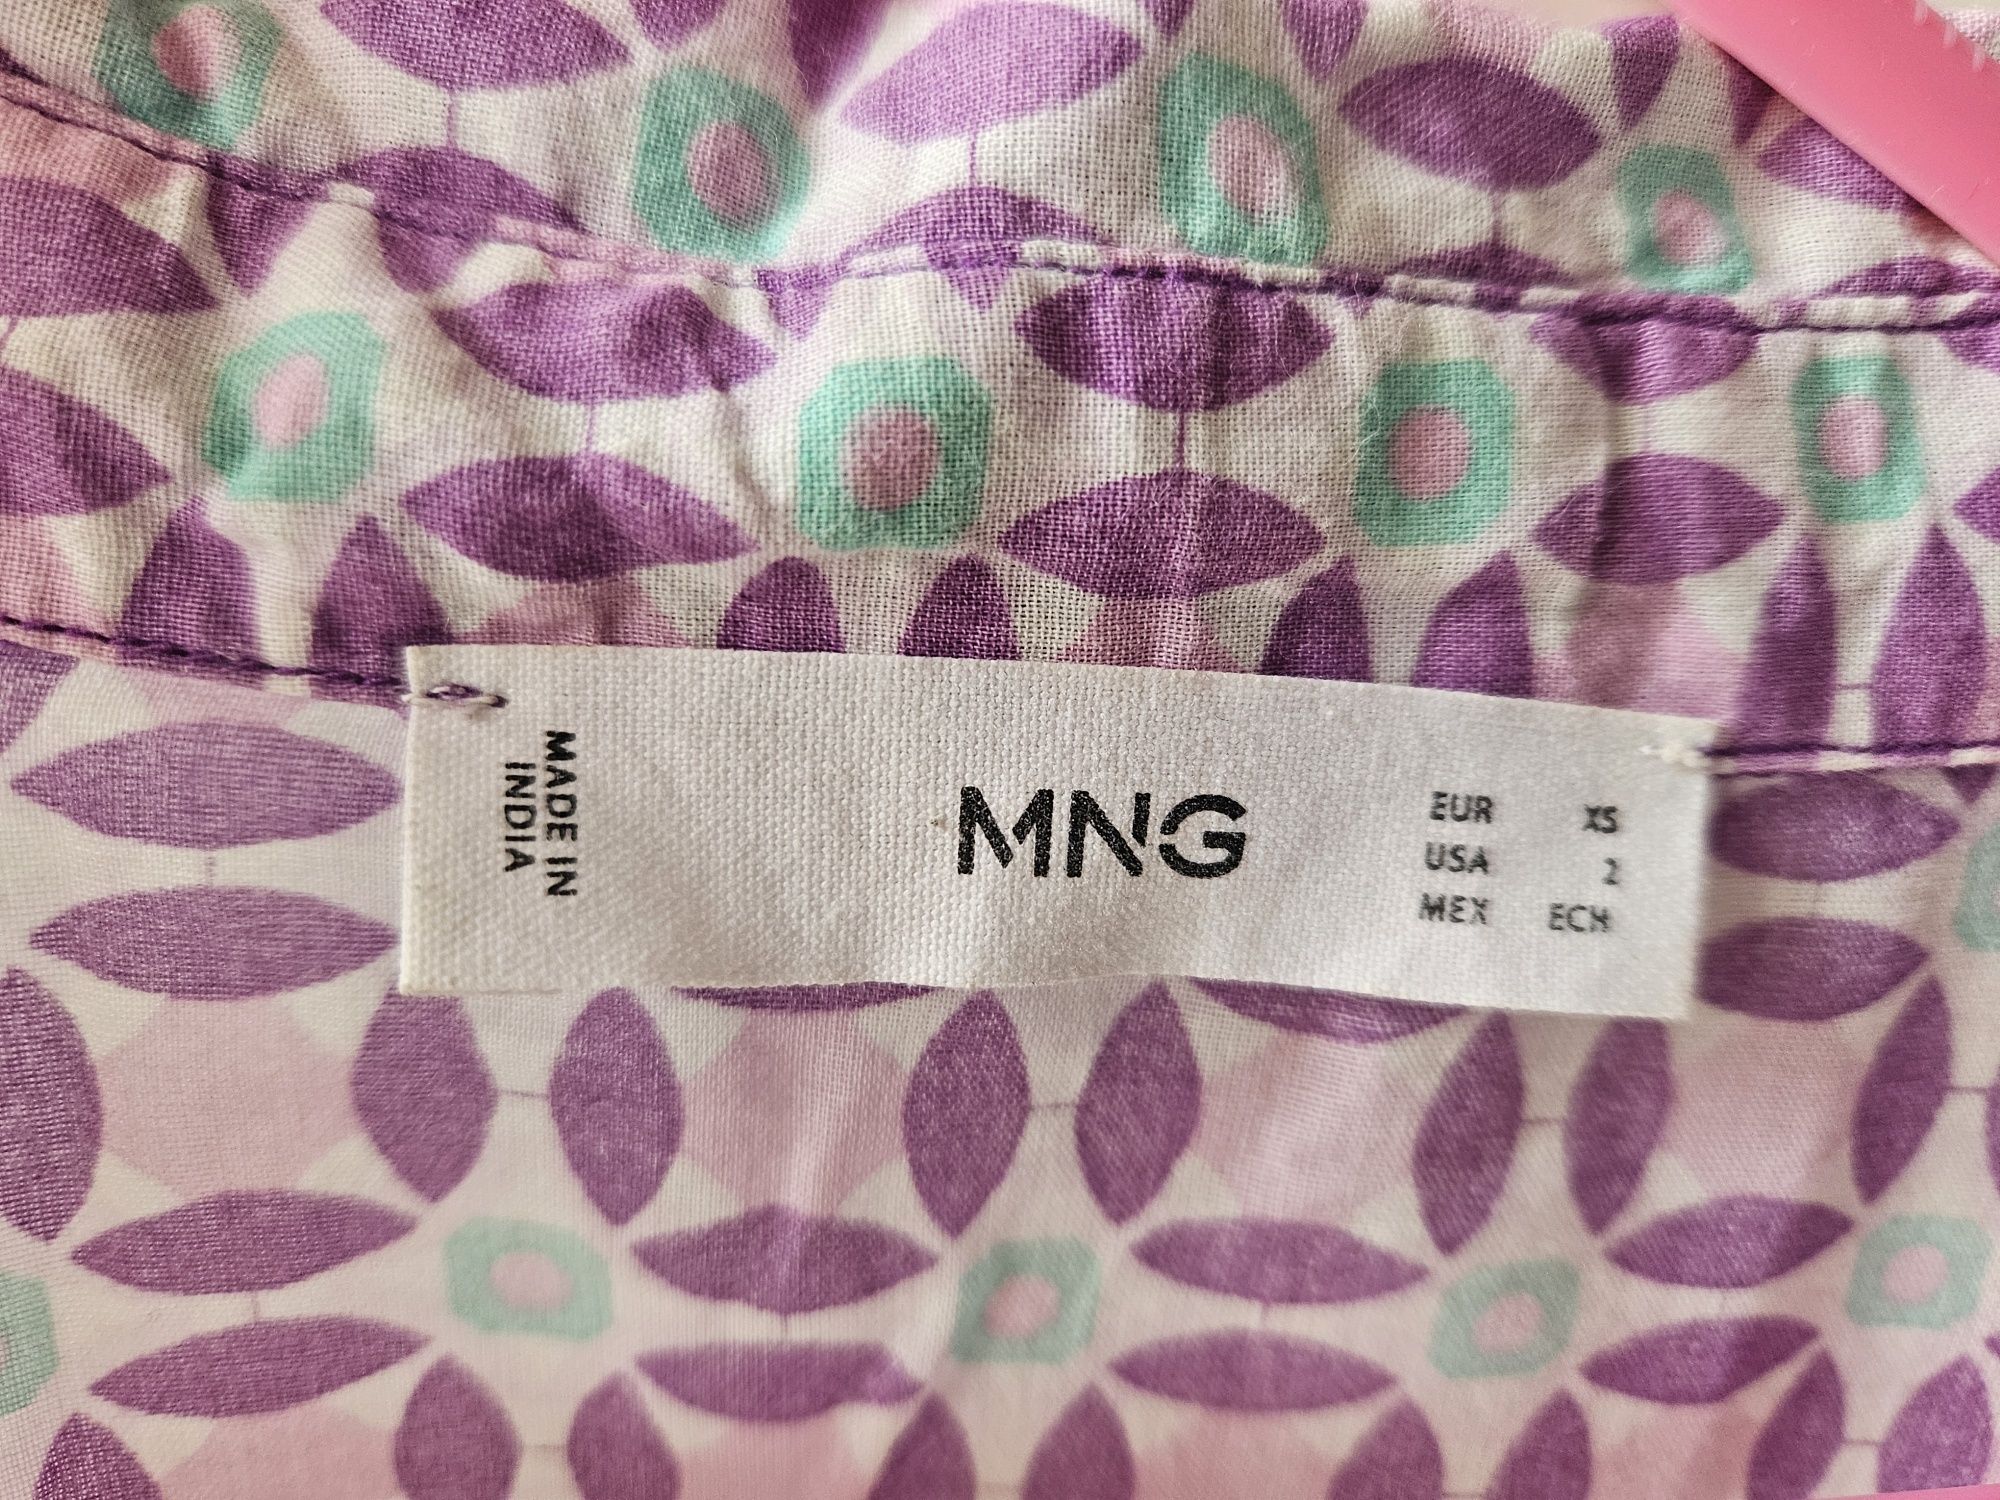 MADE IN
INDIA
MNG
EUR XS
USA 2
MEX ECH